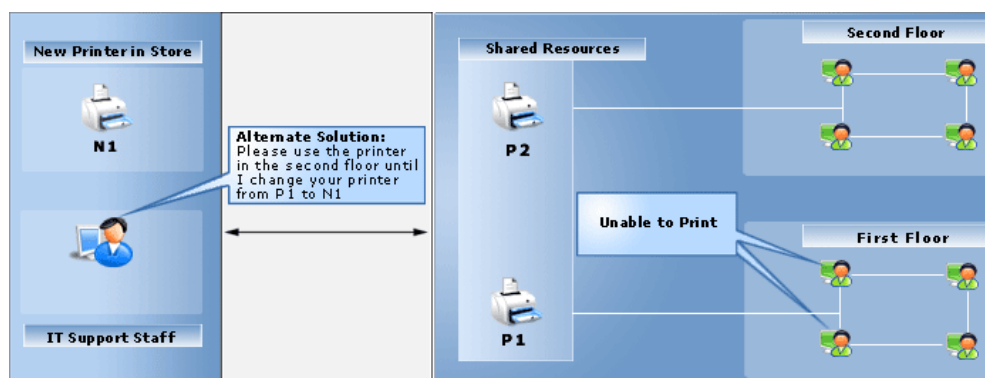 New Printer in Store
N1
Alternate Solution:
Please use the printer
in the second floor until
I change your printer
from P1 to N1
IT Support Staff
Shared Resources
P2
P1
Second Floor
Unable to Print
First Floor